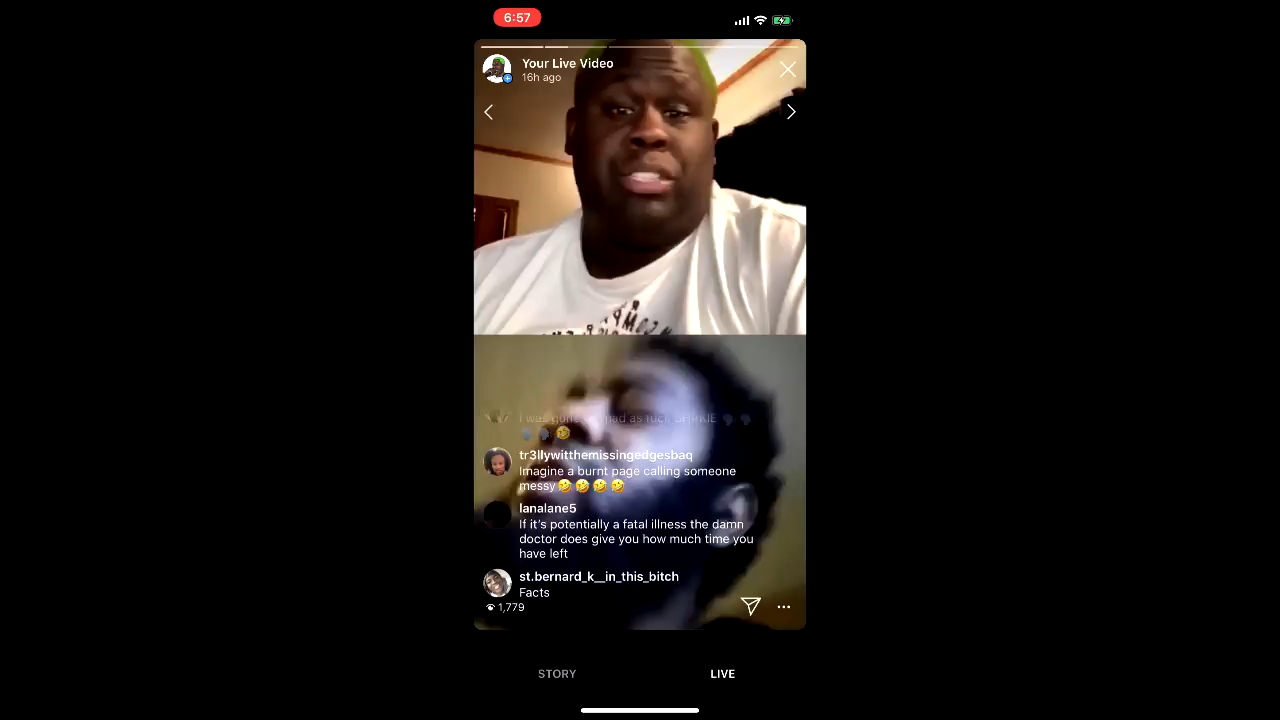 6:57
Your Live Video
16h ago
tr3llywitthemissingedgesbaq
Imagine a burnt page calling someone
messy🤣🤣🤣🤣
lanalane5
If it’s potentially a fatal illness the damn
doctor does give you how much time you
have left
st.bernard_k__in_this_bitch
Facts
1,779
STORY
LIVE